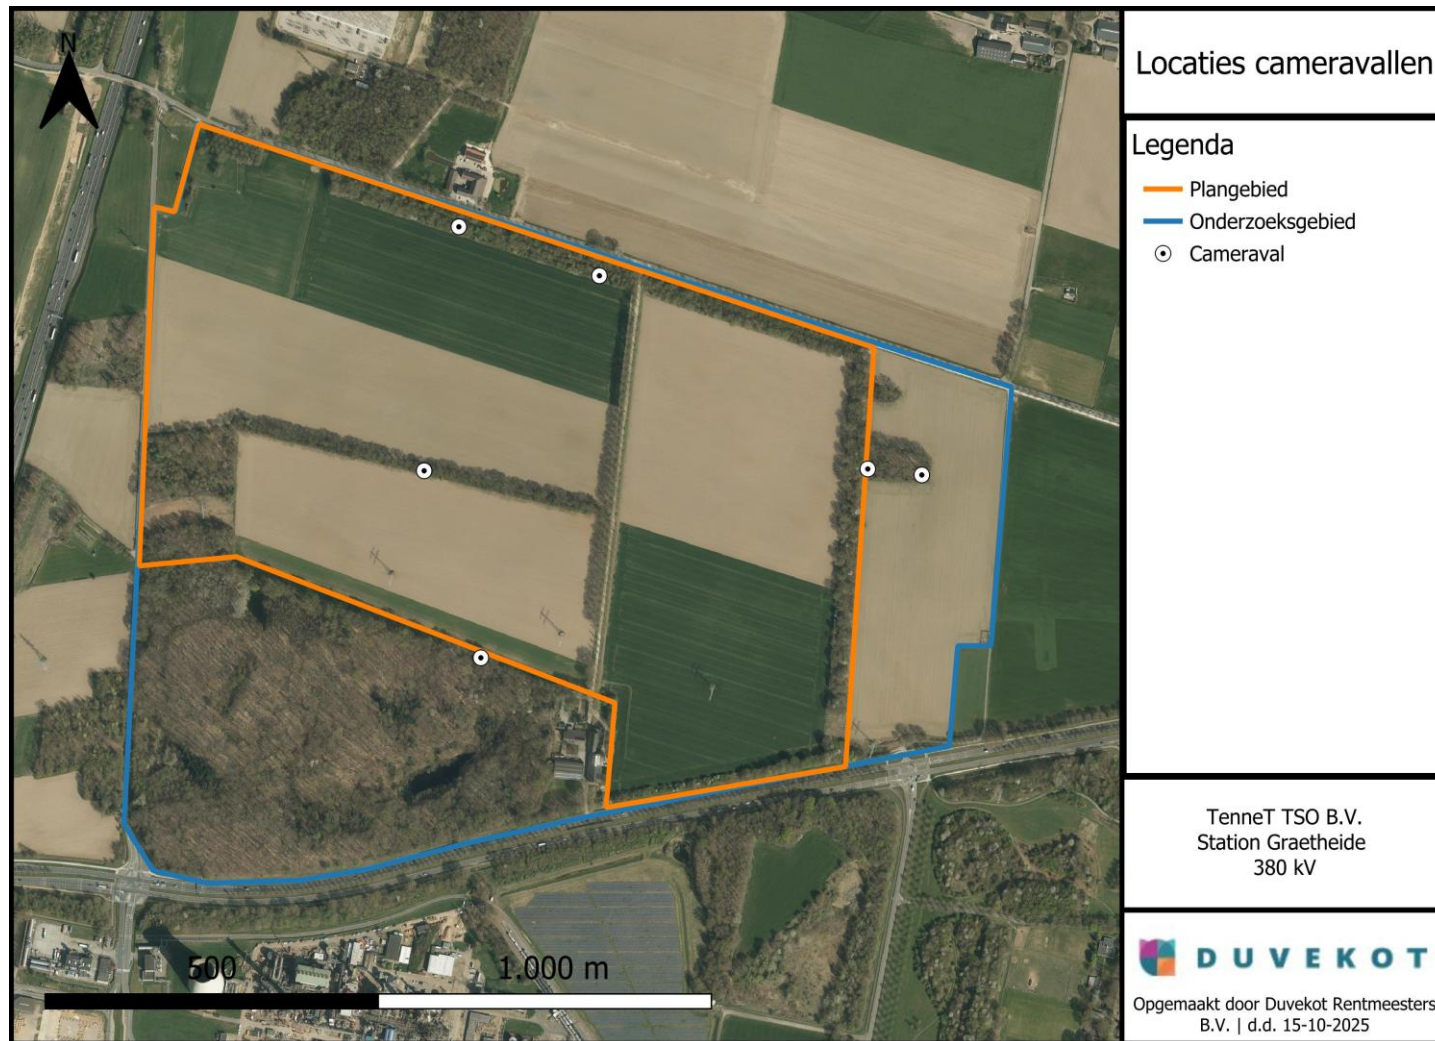 N
Locaties cameravallen
Legenda
Plangebied
Onderzoeksgebied
Cameraval
500
1.000 m
TenneT TSO B.V.
Station Graetheide
380 kV
DUVEKOT
Opgemaakt door Duvekot Rentmeesters
B.V. | d.d. 15-10-2025